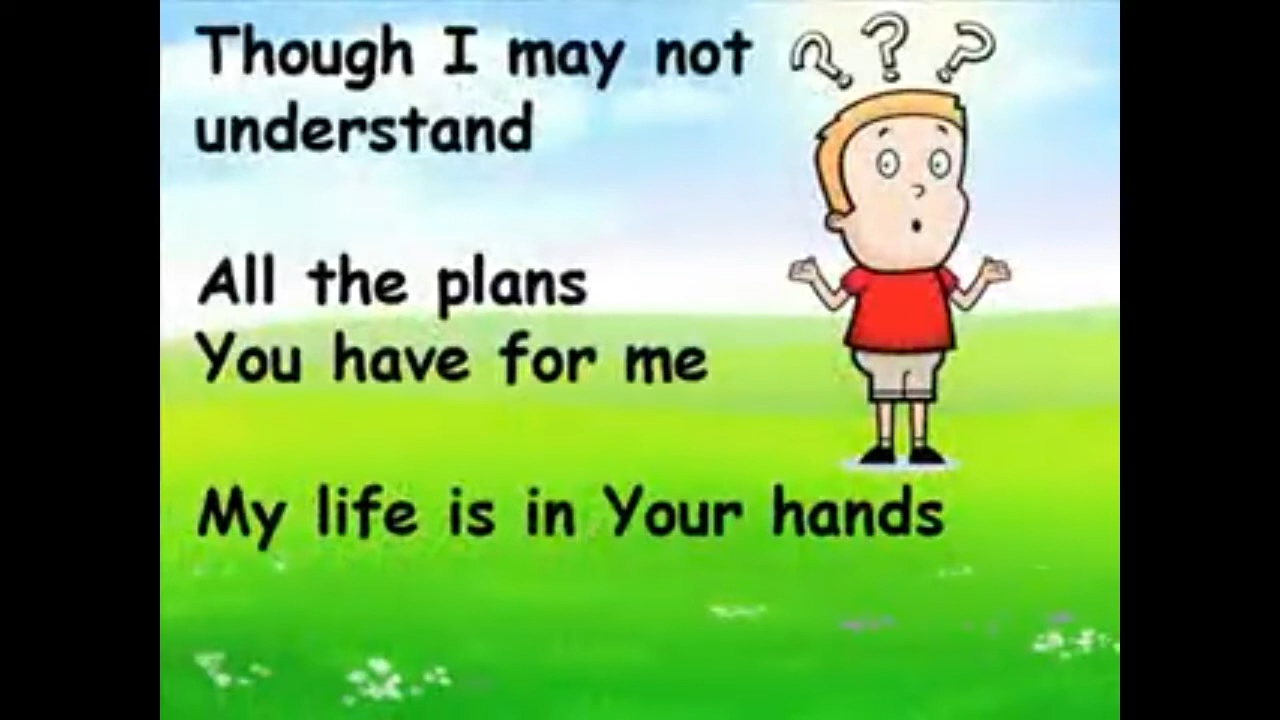 Though I may not
understand
All the plans
You have for me
My life is in Your hands